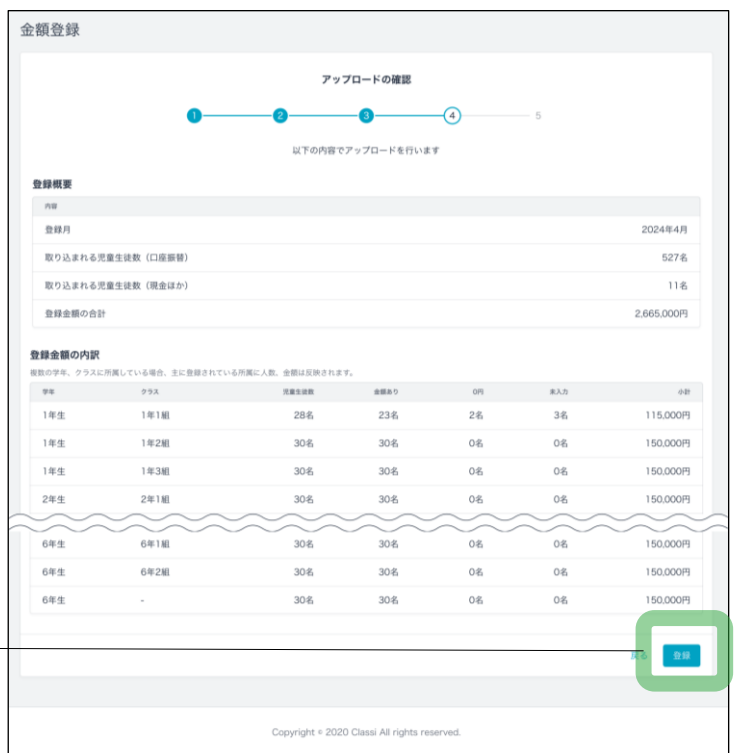 金額登録
アップロードの確認
1 2 3 4 5
以下の内容でアップロードを行います
登録概要
内容
登録月 2024年4月
取り込まれる児童生徒数（口座振替） 527名
取り込まれる児童生徒数（現金ほか） 11名
登録金額の合計 2,665,000円
登録金額の内訳
複数の学年、クラスに所属している場合、主に登録されている所属に人数、金額は反映されます。
学年 クラス 児童生徒数 金額あり 0円 未入力 小計
1年生 1年1組 28名 23名 2名 3名 115,000円
1年生 1年2組 30名 30名 0名 0名 150,000円
1年生 1年3組 30名 30名 0名 0名 150,000円
2年生 2年1組 30名 30名 0名 0名 150,000円
6年生 6年1組 30名 30名 0名 0名 150,000円
6年生 6年2組 30名 30名 0名 0名 150,000円
6年生 - 30名 30名 0名 0名 150,000円
戻る 登録
Copyright © 2020 Classi All rights reserved.